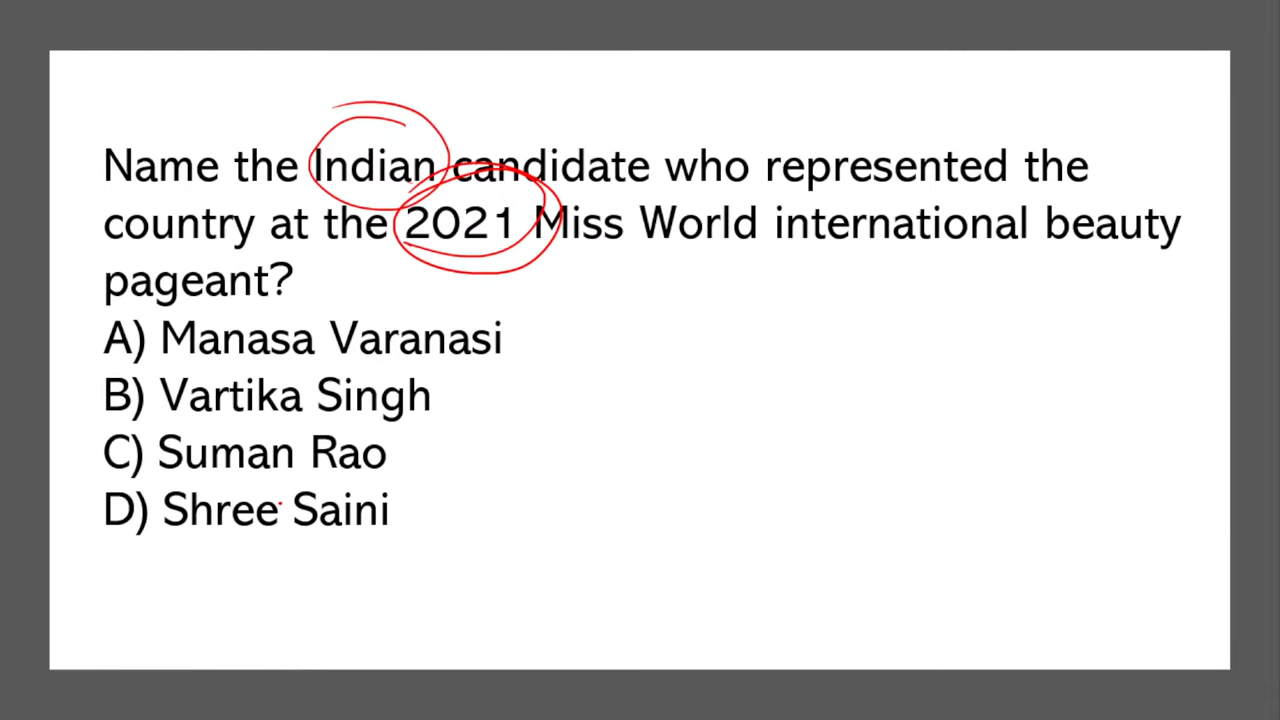 Name the Indian candidate who represented the
country at the 2021 Miss World international beauty
pageant?
A) Manasa Varanasi
B) Vartika Singh
C) Suman Rao
D) Shree Saini